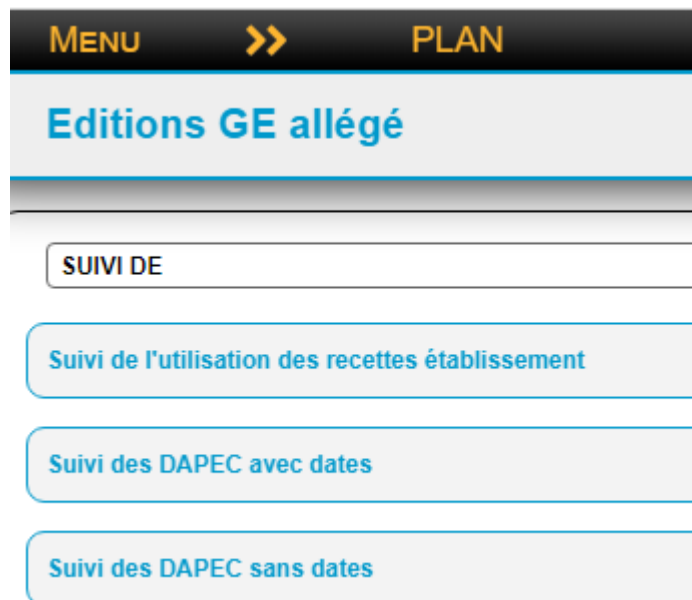 MENU >> PLAN
Editions GE allégé
SUIVI DE
Suivi de l'utilisation des recettes établissement
Suivi des DAPEC avec dates
Suivi des DAPEC sans dates